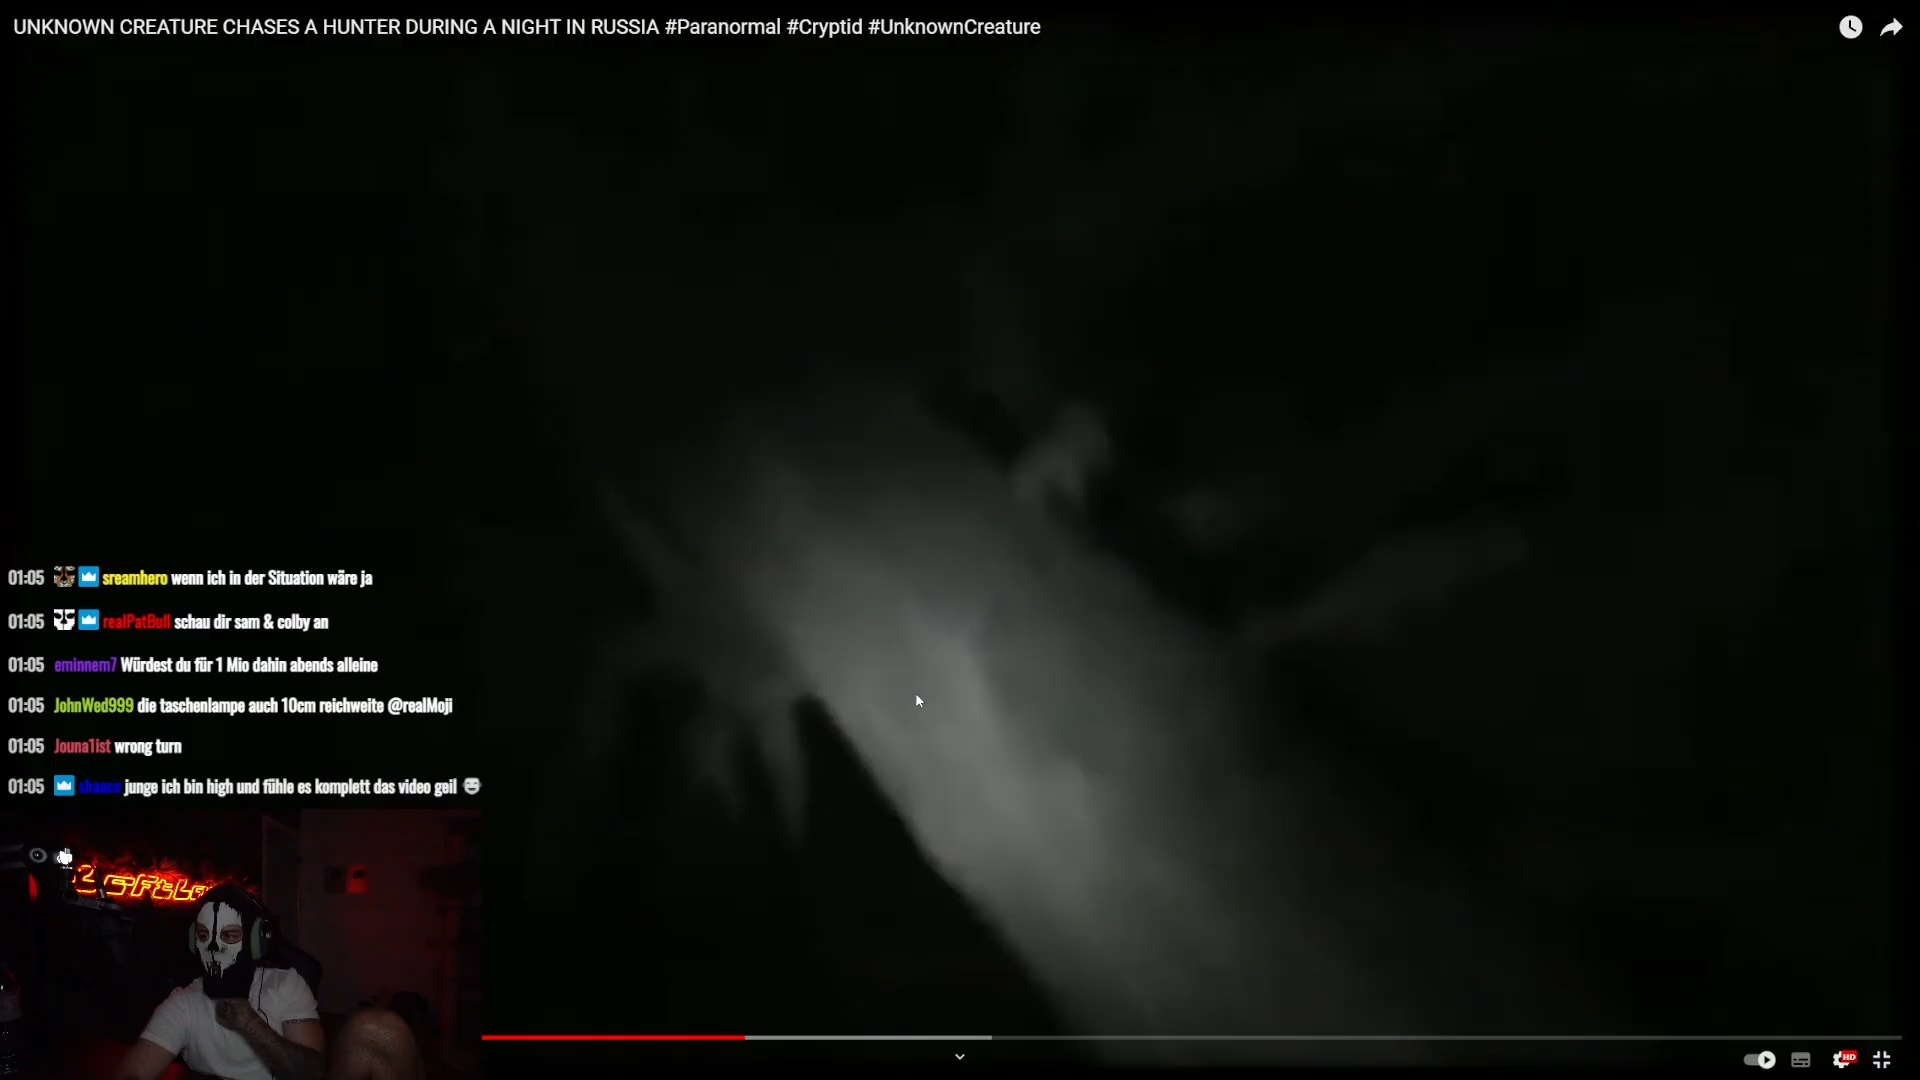 UNKNOWN CREATURE CHASES A HUNTER DURING A NIGHT IN RUSSIA #Paranormal #Cryptid #UnknownCreature
01:05 sreamhero wenn ich in der Situation wäre ja
01:05 realPatBull schau dir sam & colby an
01:05 eminnem7 Würdest du für 1 Mio dahin abends alleine
01:05 JohnWed999 die taschenlampe auch 10cm reichweite @realMoji
01:05 Jouna1ist wrong turn
01:05 junge ich bin high und fühle es komplett das video geil
HD